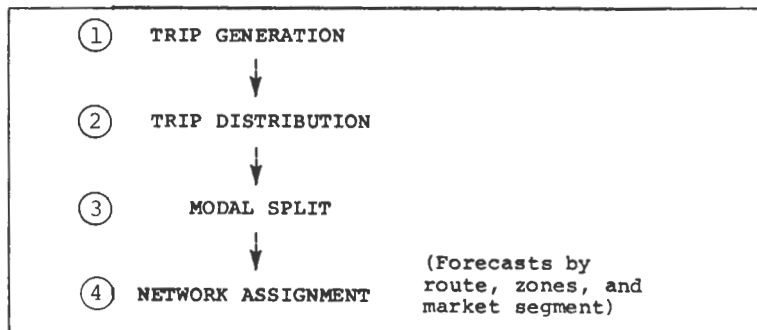 ① TRIP GENERATION
② TRIP DISTRIBUTION
③ MODAL SPLIT
④ NETWORK ASSIGNMENT
(Forecasts by
route, zones, and
market segment)